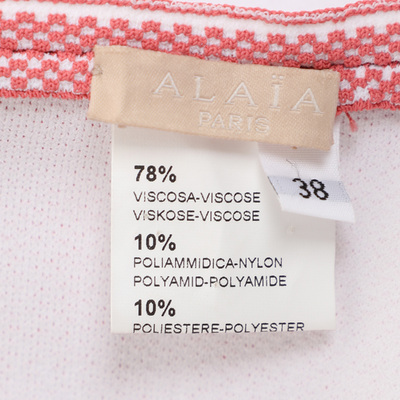 ALAÏA
PARIS
38
78%
VISCOSA-VISCOSE
VISKOSE-VISCOSE
10%
POLIAMMIDICA-NYLON
POLYAMID-POLYAMIDE
10%
POLIESTERE-POLYESTER